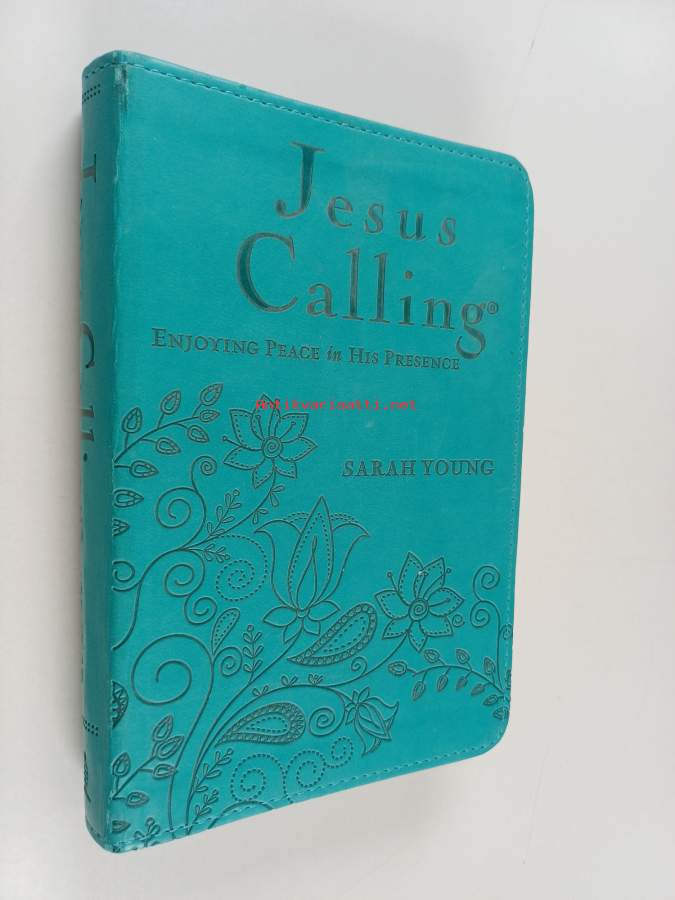 Jesus
Calling®
ENJOYING PEACE in HIS PRESENCE
Antikvariaatti.net
SARAH YOUNG